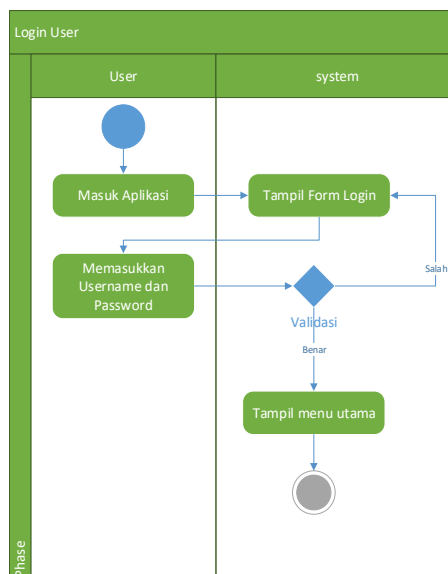 Login User
User
system
Masuk Aplikasi
Tampil Form Login
Memasukkan
Username dan
Password
Salah
Validasi
Benar
Tampil menu utama
Phase